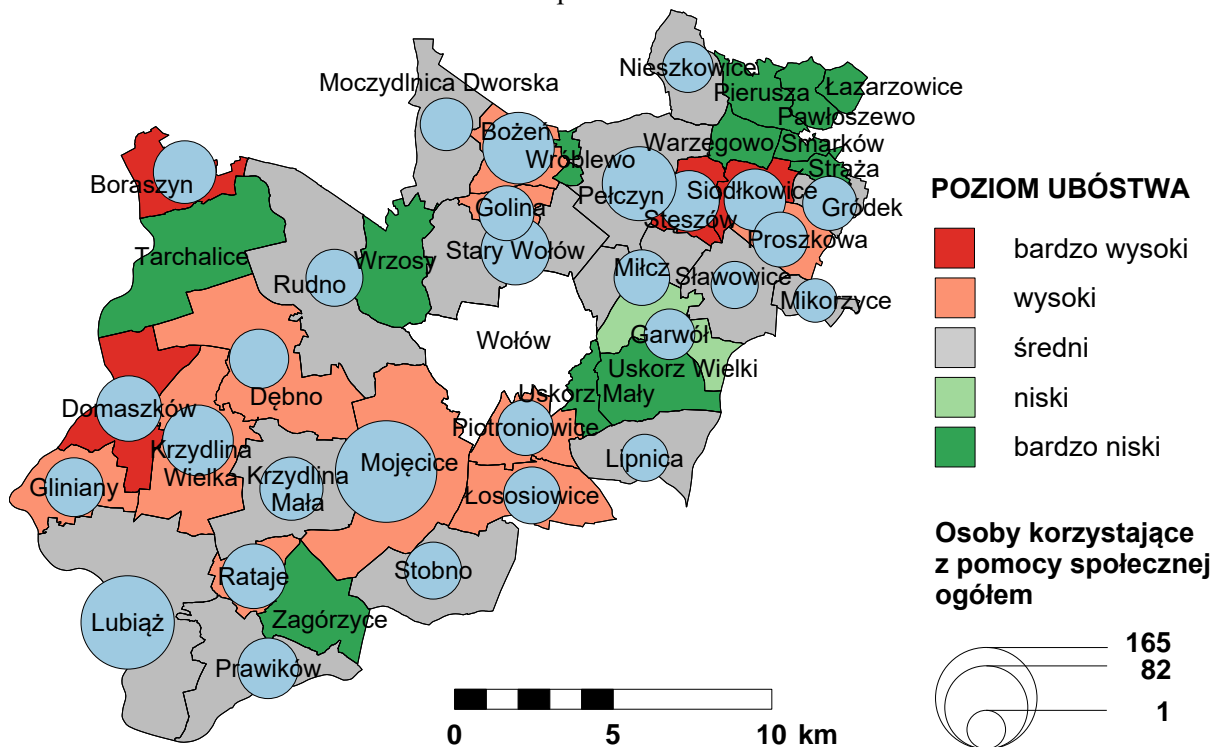 Nieszkowice
Moczydlnica Dworska
Pierusza
Łazarzowice
Pawłoszewo
Bożeń
Warzęgowo
Smarków
Wróblewo
Straża
Boraszyn
Pełczyn
Siodłkowice
Stęszów
Gródek
Golina
Proszkowa
Tarchalice
Wrzosy
Stary Wołów
Rudno
Miłcz
Sławowice
Mikorzyce
Wołów
Garwół
Uskorz Wielki
Uskorz Mały
Dębno
Domaszków
Piotroniowice
Krzydlina
Wielka
Mojęcice
Lipnica
Krzydlina
Mała
Gliniany
Łososiowice
Rataje
Stobno
Zagórzyce
Lubiąż
Prawików
POZIOM UBÓSTWA
bardzo wysoki
wysoki
średni
niski
bardzo niski
Osoby korzystające
z pomocy społecznej
ogółem
165
82
1
0 5 10 km